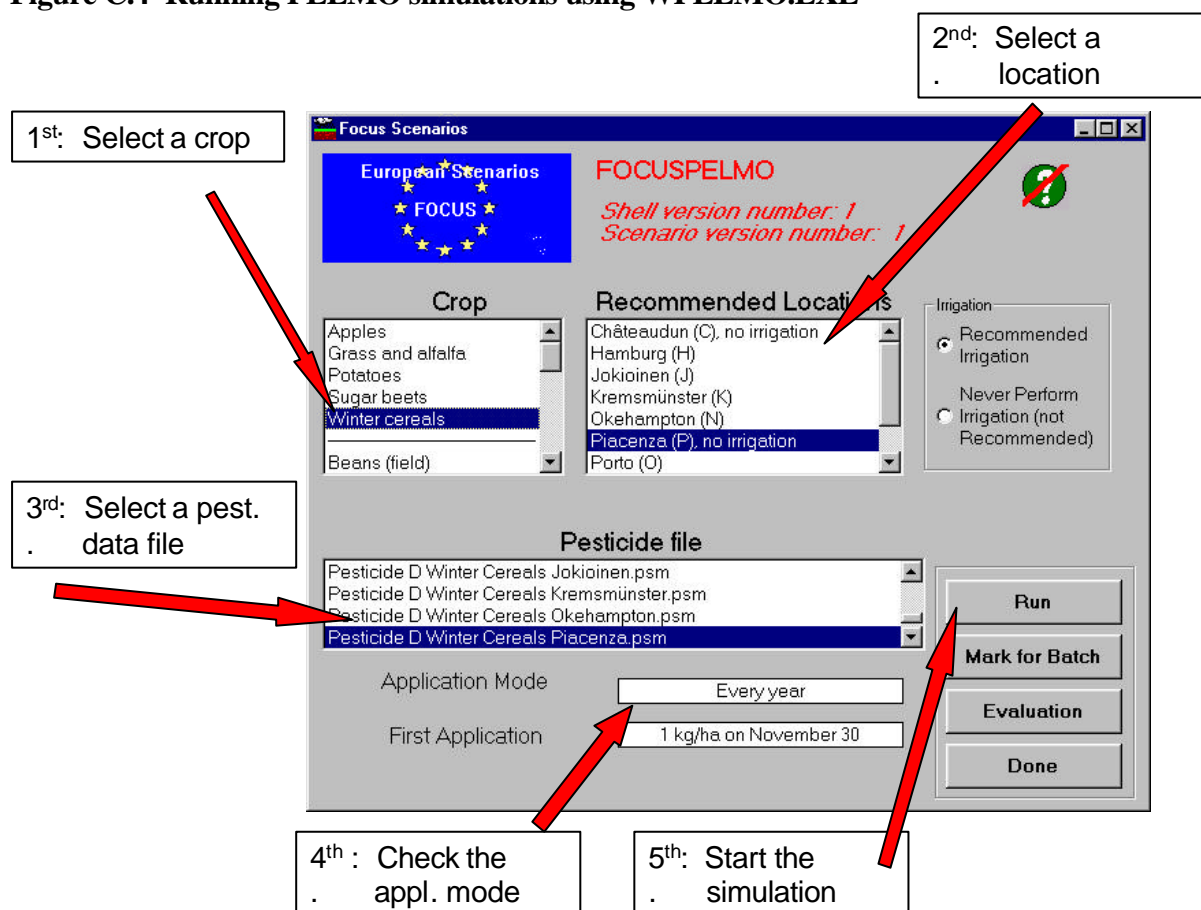 Figure C.4 Running PELMO simulations using WPELMO.EXE
2nd: Select a
. location
1st: Select a crop
Focus Scenarios
European Scenarios
FOCUS
FOCUSPELMO
Shell version number: 1
Scenario version number: 1
Crop
Apples
Grass and alfalfa
Potatoes
Sugar beets
Winter cereals
Beans (field)
Recommended Locations
Châteaudun (C), no irrigation
Hamburg (H)
Jokioinen (J)
Kremsmünster (K)
Okehampton (N)
Piacenza (P), no irrigation
Porto (O)
Irrigation
Recommended
Irrigation
Never Perform
Irrigation (not
Recommended)
3rd: Select a pest.
. data file
Pesticide file
Pesticide D Winter Cereals Jokioinen.psm
Pesticide D Winter Cereals Kremsmünster.psm
Pesticide D Winter Cereals Okehampton.psm
Pesticide D Winter Cereals Piacenza.psm
Application Mode
Every year
First Application
1 kg/ha on November 30
Run
Mark for Batch
Evaluation
Done
4th : Check the
. appl. mode
5th: Start the
. simulation